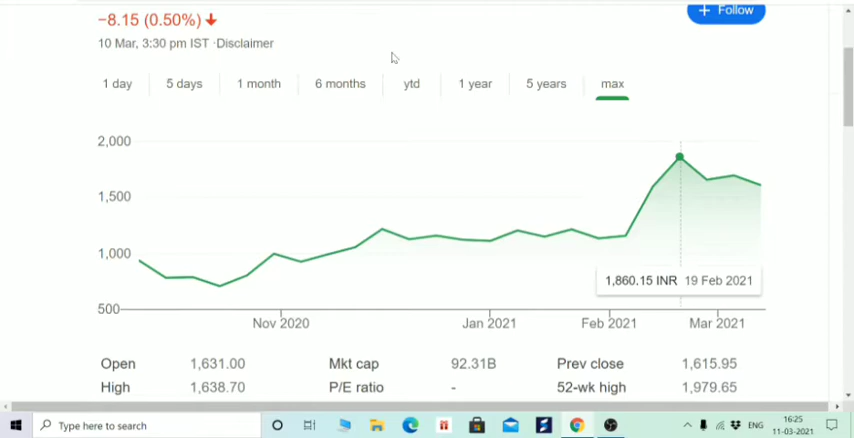 −8.15 (0.50%)
+ Follow
10 Mar, 3:30 pm IST ·Disclaimer
1 day 5 days 1 month 6 months ytd 1 year 5 years max
2,000
1,500
1,000
1,860.15 INR 19 Feb 2021
500
Nov 2020 Jan 2021 Feb 2021 Mar 2021
Open 1,631.00 Mkt cap 92.31B Prev close 1,615.95
High 1,638.70 P/E ratio - 52-wk high 1,979.65
Type here to search
ENG
16:25
11-03-2021